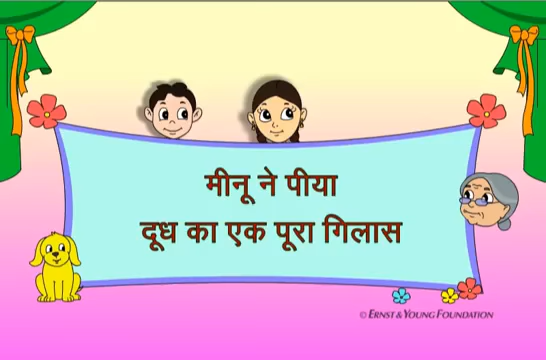 मीनू ने पीया
दूध का एक पूरा गिलास
© ERNST & YOUNG FOUNDATION